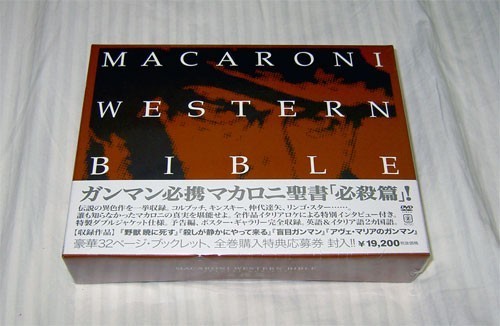 MACARONI
WESTERN
BIBLE
ガンマン必携マカロニ聖書「必殺篇」!
伝説の異色作を一挙収録。コルブッチ、キンスキー、仲代達矢、リンゴ・スター……。
誰も知らなかったマカロニの真実を堪能せよ。全作品イタリアロケによる特別インタビュー付き。
特製ダブルジャケット仕様。予告編、ポスター・ギャラリー完全収録。英語&イタリア語2カ国語。
【収録作品】「野獣暁に死す」「殺しが静かにやって来る」「盲目ガンマン」「アヴェ・マリアのガンマン」
豪華32ページ・ブックレット、全巻購入特典応募券 封入!! ¥19,200
DVD
MACARONI WESTERN BIBLE